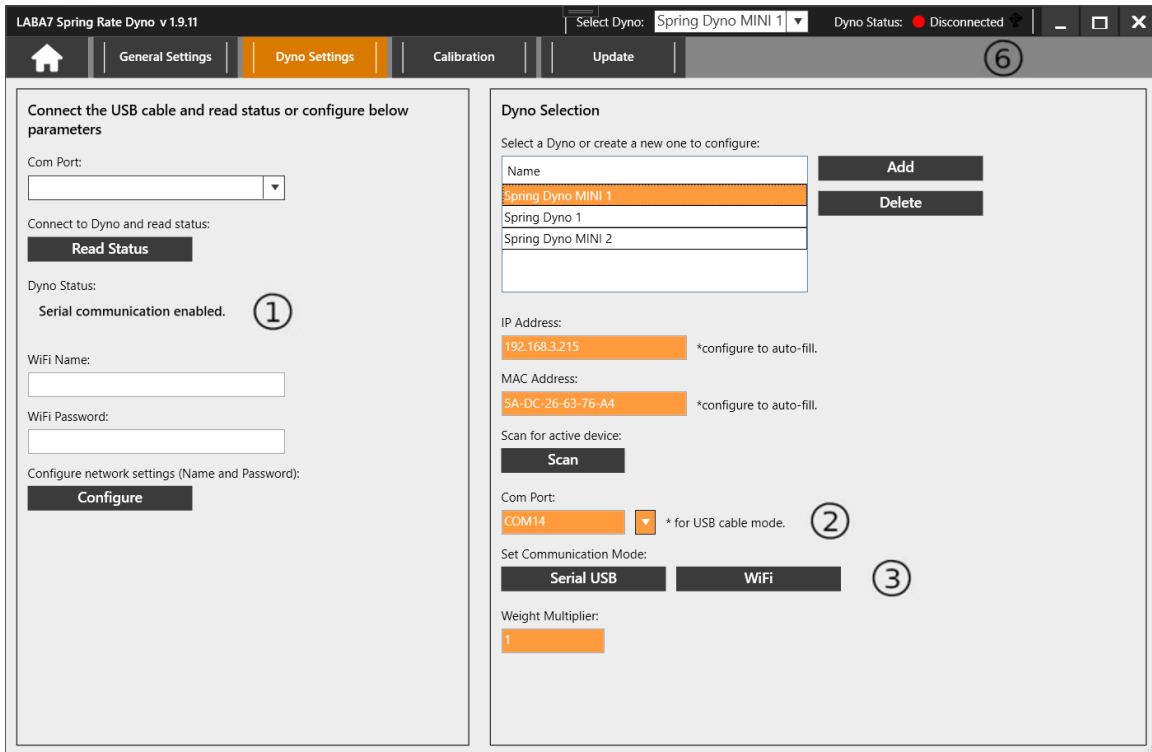 LABA7 Spring Rate Dyno v 1.9.11
Select Dyno: Spring Dyno MINI 1
Dyno Status: Disconnected
General Settings
Dyno Settings
Calibration
Update
⑥
Connect the USB cable and read status or configure below
parameters
Com Port:
Connect to Dyno and read status:
Read Status
Dyno Status:
Serial communication enabled.
①
WiFi Name:
WiFi Password:
Configure network settings (Name and Password):
Configure
Dyno Selection
Select a Dyno or create a new one to configure:
Name
Spring Dyno MINI 1
Spring Dyno 1
Spring Dyno MINI 2
Add
Delete
IP Address:
192.168.3.215 *configure to auto-fill.
MAC Address:
5A-DC-26-63-76-A4 *configure to auto-fill.
Scan for active device:
Scan
Com Port:
COM14 * for USB cable mode.
②
Set Communication Mode:
Serial USB WiFi
③
Weight Multiplier:
1